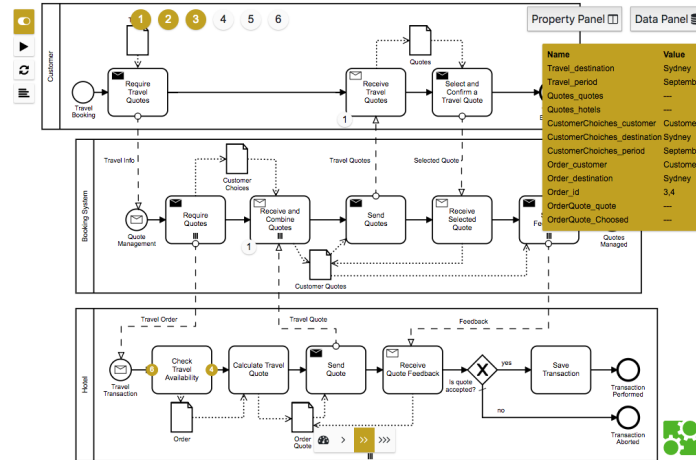 1 2 3 4 5 6
Property Panel
Data Panel
Customer
Require
Travel
Quotes
Travel
Booking
Receive
Travel Quotes
1
Quotes
Select and
Confirm a
Travel Quote
Name Value
Travel_destination Sydney
Travel_period Septemb
Quotes_quotes —
Quotes_hotels —
CustomerChoiches_customer Custome
CustomerChoiches_destination Sydney
CustomerChoiches_period Septemb
Order_customer Custome
Order_destination Sydney
Order_id 3,4
OrderQuote_quote —
OrderQuote_Choosed —
Booking System
Travel Info
Customer
Choices
Travel Quotes
Selected Quote
Quote
Management
Require
Quotes
Receive and
Combine
Quotes
1
Send
Quotes
Receive
Selected
Quote
Quotes
Managed
Customer Quotes
Hotel
Travel Order
Travel Quote
Feedback
Travel
Transaction
Check
Travel
Availability
4
Calculate Travel
Quote
Send
Quote
Receive
Quote Feedback
Is quote
accepted?
X
yes
no
Save
Transaction
Transaction
Performed
Transaction
Aborted
Order
Order
Quote